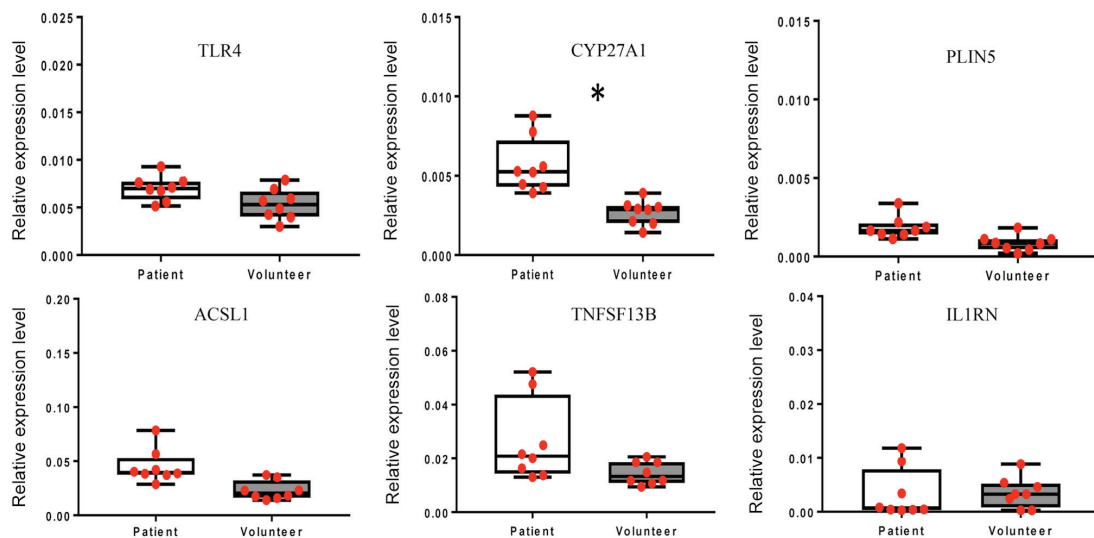 Relative expression level
0.025
0.020
0.015
0.010
0.005
0.000
TLR4
Patient Volunteer
Relative expression level
0.015
0.010
0.005
0.000
CYP27A1
*
Patient Volunteer
Relative expression level
0.015
0.010
0.005
0.000
PLIN5
Patient Volunteer
Relative expression level
0.20
0.15
0.10
0.05
0.00
ACSL1
Patient Volunteer
Relative expression level
0.08
0.06
0.04
0.02
0.00
TNFSF13B
Patient Volunteer
Relative expression level
0.04
0.03
0.02
0.01
0.00
IL1RN
Patient Volunteer